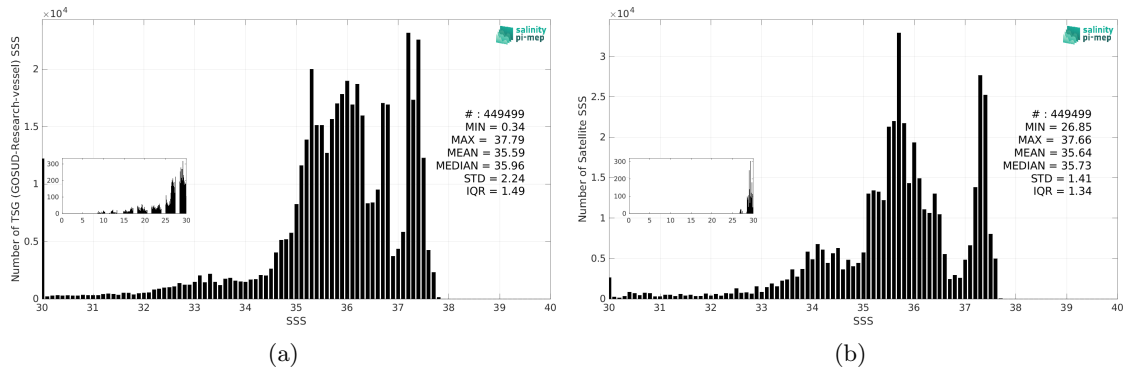 ×10^4
Number of TSG (GOSUD-Research-vessel) SSS
2
1.5
1
0.5
0
30 31 32 33 34 35 36 37 38 39 40
SSS
salinity
pi-mep
# : 449499
MIN = 0.34
MAX = 37.79
MEAN = 35.59
MEDIAN = 35.96
STD = 2.24
IQR = 1.49
300
200
100
0
0 5 10 15 20 25 30
(a)
×10^4
Number of Satellite SSS
3
2.5
2
1.5
1
0.5
0
30 31 32 33 34 35 36 37 38 39 40
SSS
salinity
pi-mep
# : 449499
MIN = 26.85
MAX = 37.66
MEAN = 35.64
MEDIAN = 35.73
STD = 1.41
IQR = 1.34
300
200
100
0
0 5 10 15 20 25 30
(b)